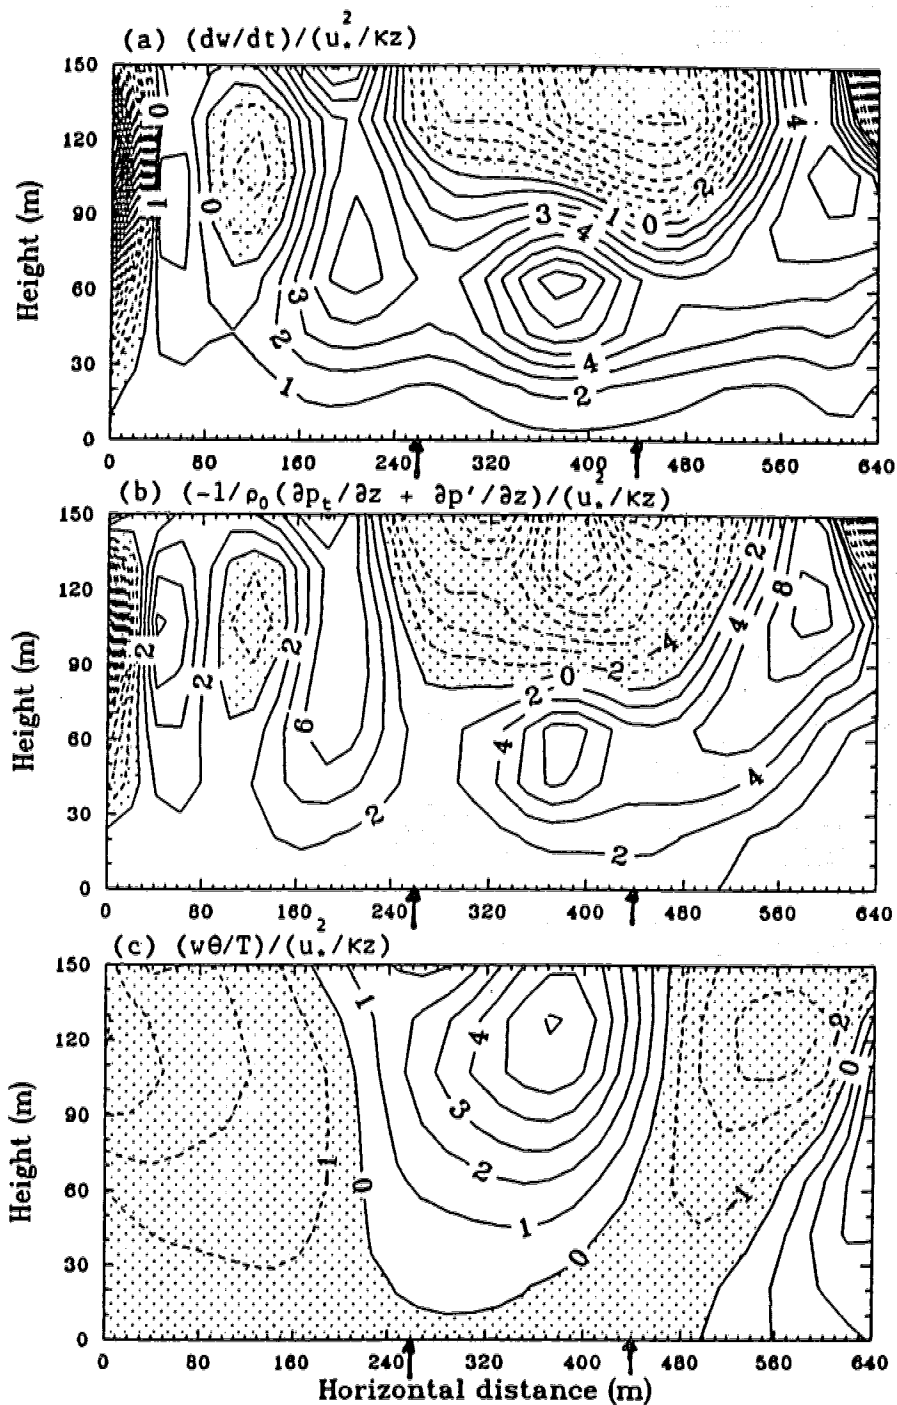 (a) (dw/dt)/(u*²/κz)
150
120
90
60
30
0
Height (m)
0 1 0 3 2 1 3 4 1 0 -2 4 4 2
0 80 160 240 320 400 480 560 640
(b) (-1/ρ₀(∂pₜ/∂z + ∂p'/∂z)/(u*²/κz)
150
120
90
60
30
0
Height (m)
2 2 2 6 2 2 4 0 -2 -4 4 2 8 4 2
0 80 160 240 320 400 480 560 640
(c) (wθ/T)/(u*²/κz)
150
120
90
60
30
0
Height (m)
-1 0 1 4 3 2 1 0 -1 -2 0
0 80 160 240 320 400 480 560 640
Horizontal distance (m)